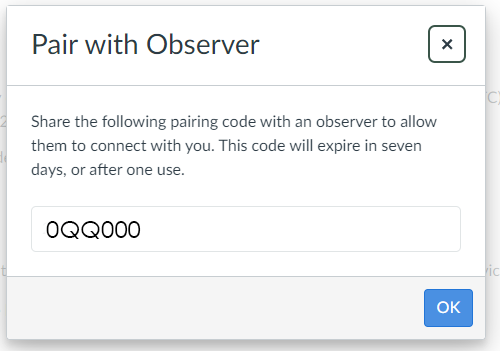 Pair with Observer
×
Share the following pairing code with an observer to allow
them to connect with you. This code will expire in seven
days, or after one use.
0QQ000
OK